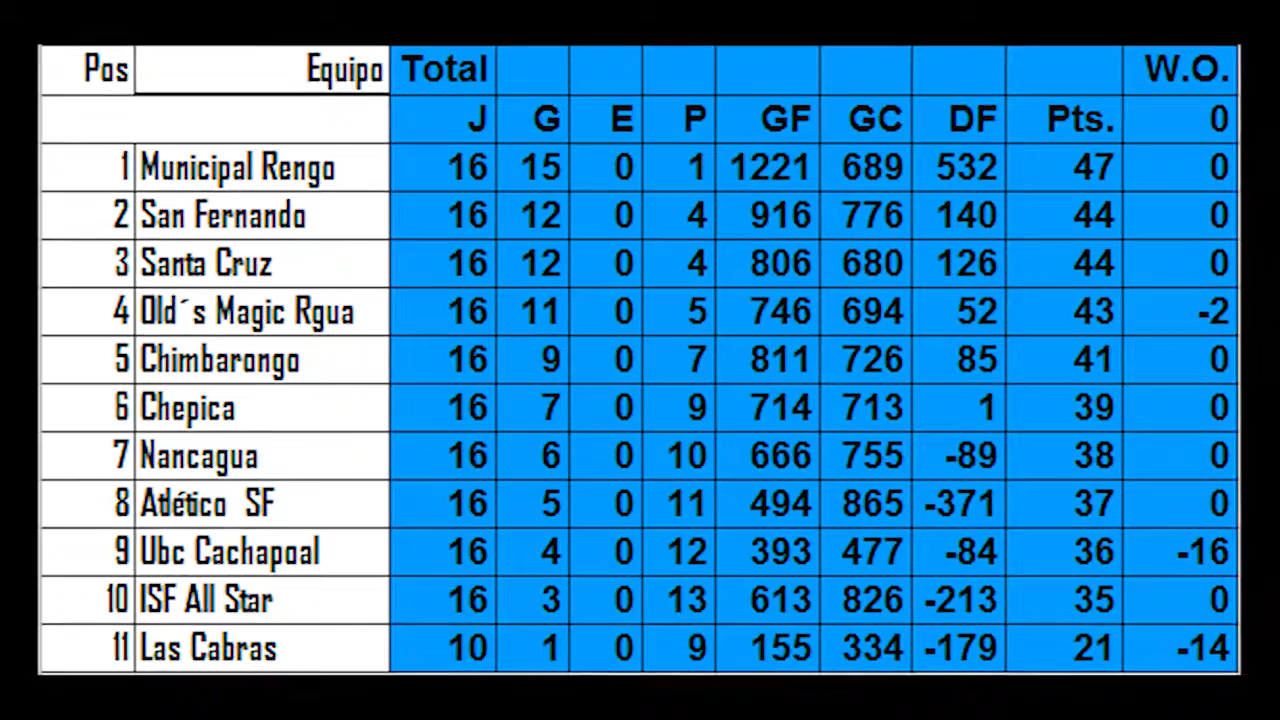 Pos Equipo Total W.O.
J G E P GF GC DF Pts. 0
1 Municipal Rengo 16 15 0 1 1221 689 532 47 0
2 San Fernando 16 12 0 4 916 776 140 44 0
3 Santa Cruz 16 12 0 4 806 680 126 44 0
4 Old´s Magic Rgua 16 11 0 5 746 694 52 43 -2
5 Chimbarongo 16 9 0 7 811 726 85 41 0
6 Chepica 16 7 0 9 714 713 1 39 0
7 Nancagua 16 6 0 10 666 755 -89 38 0
8 Atlético SF 16 5 0 11 494 865 -371 37 0
9 Ubc Cachapoal 16 4 0 12 393 477 -84 36 -16
10 ISF All Star 16 3 0 13 613 826 -213 35 0
11 Las Cabras 10 1 0 9 155 334 -179 21 -14